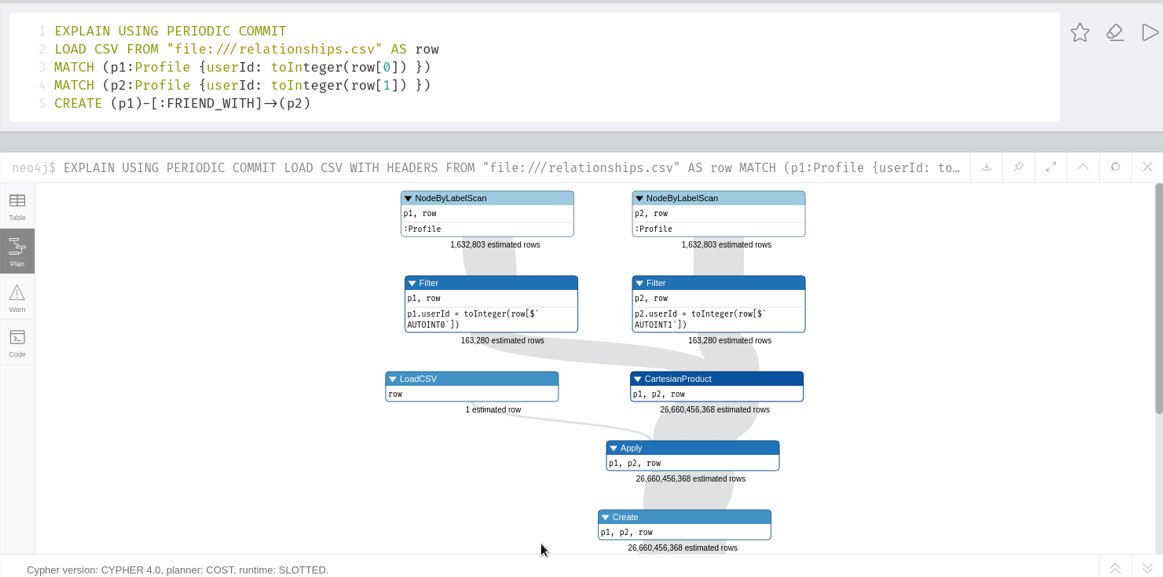 1 EXPLAIN USING PERIODIC COMMIT
2 LOAD CSV FROM "file:///relationships.csv" AS row
3 MATCH (p1:Profile {userId: toInteger(row[0]) })
4 MATCH (p2:Profile {userId: toInteger(row[1]) })
5 CREATE (p1)-[:FRIEND_WITH]->(p2)
neo4j$ EXPLAIN USING PERIODIC COMMIT LOAD CSV WITH HEADERS FROM "file:///relationships.csv" AS row MATCH (p1:Profile {userId: to…
Table
Plan
Warn
Code
NodeByLabelScan
p1, row
:Profile
1,632,803 estimated rows
NodeByLabelScan
p2, row
:Profile
1,632,803 estimated rows
Filter
p1, row
p1.userId = toInteger(row[$`
AUTOINT0`])
163,280 estimated rows
Filter
p2, row
p2.userId = toInteger(row[$`
AUTOINT1`])
163,280 estimated rows
LoadCSV
row
1 estimated row
CartesianProduct
p1, p2, row
26,660,456,368 estimated rows
Apply
p1, p2, row
26,660,456,368 estimated rows
Create
p1, p2, row
26,660,456,368 estimated rows
Cypher version: CYPHER 4.0, planner: COST, runtime: SLOTTED.